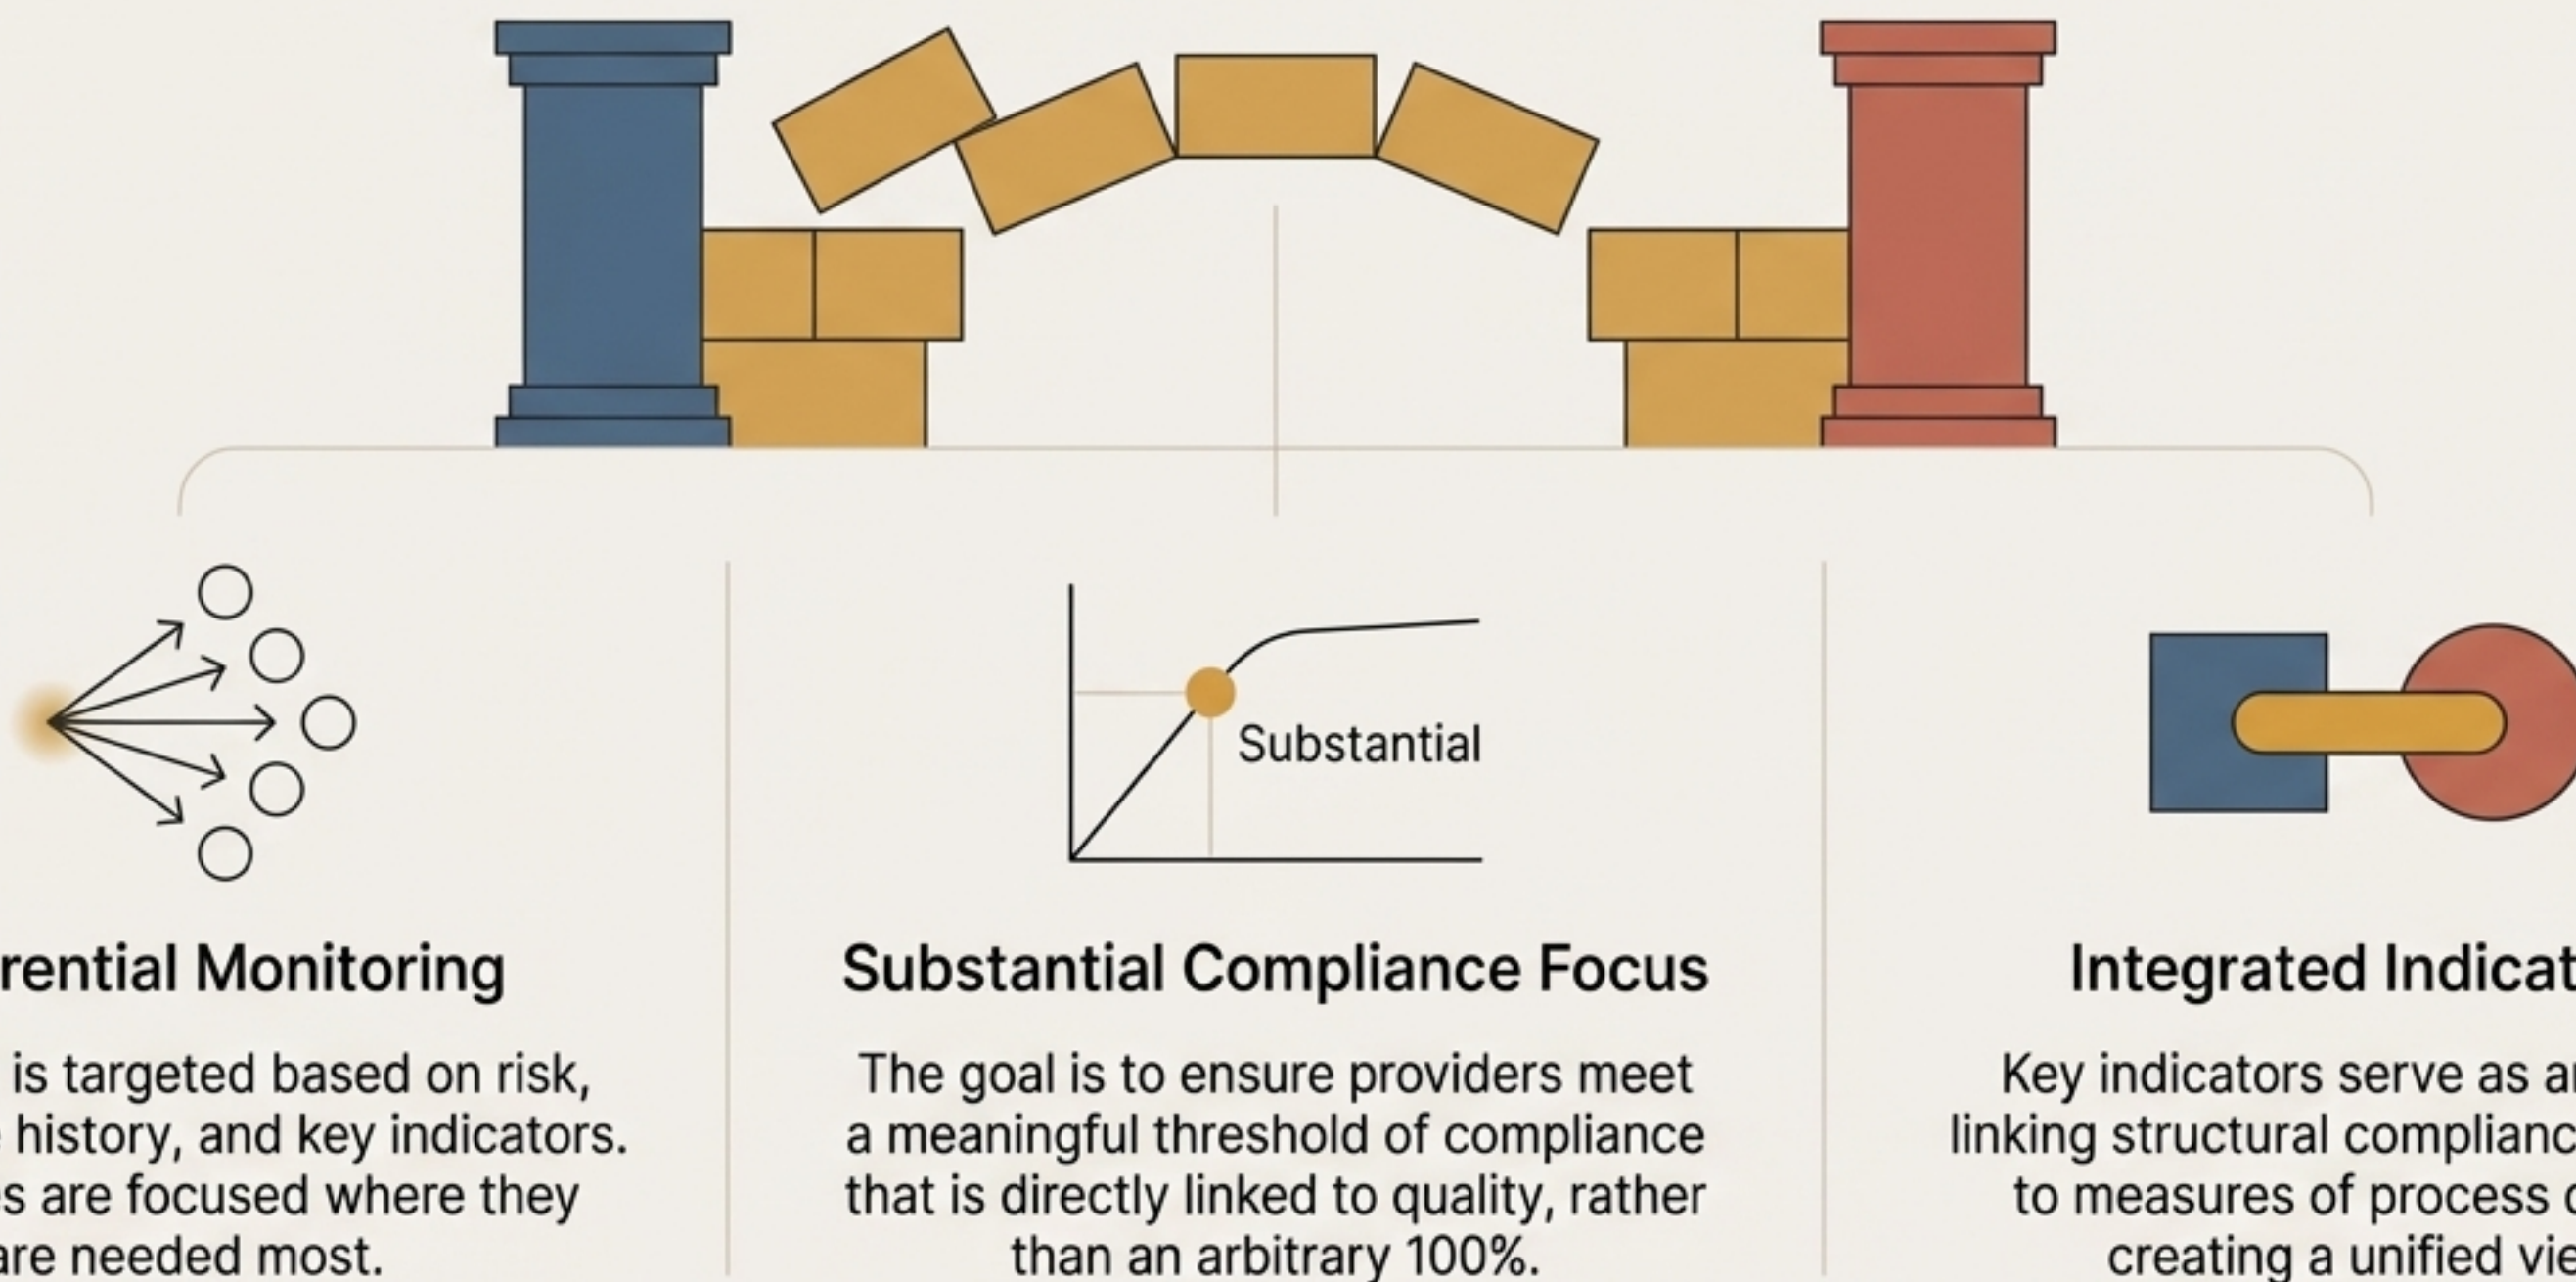 Substantial
rential Monitoring
is targeted based on risk,
history, and key indicators.
s are focused where they
are needed most.
Substantial Compliance Focus
The goal is to ensure providers meet
a meaningful threshold of compliance
that is directly linked to quality, rather
than an arbitrary 100%.
Integrated Indicat
Key indicators serve as a
linking structural complianc
to measures of process
creating a unified vie